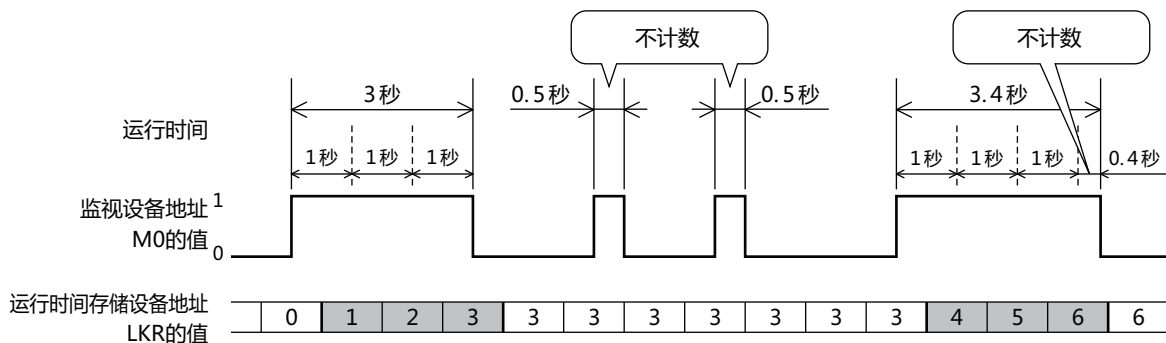 不计数
不计数
3秒
0.5秒
0.5秒
3.4秒
运行时间
1秒
1秒
1秒
1秒
1秒
1秒
0.4秒
监视设备地址 1
M0的值
0
运行时间存储设备地址
LKR的值
0 1 2 3 3 3 3 3 3 3 3 4 5 6 6